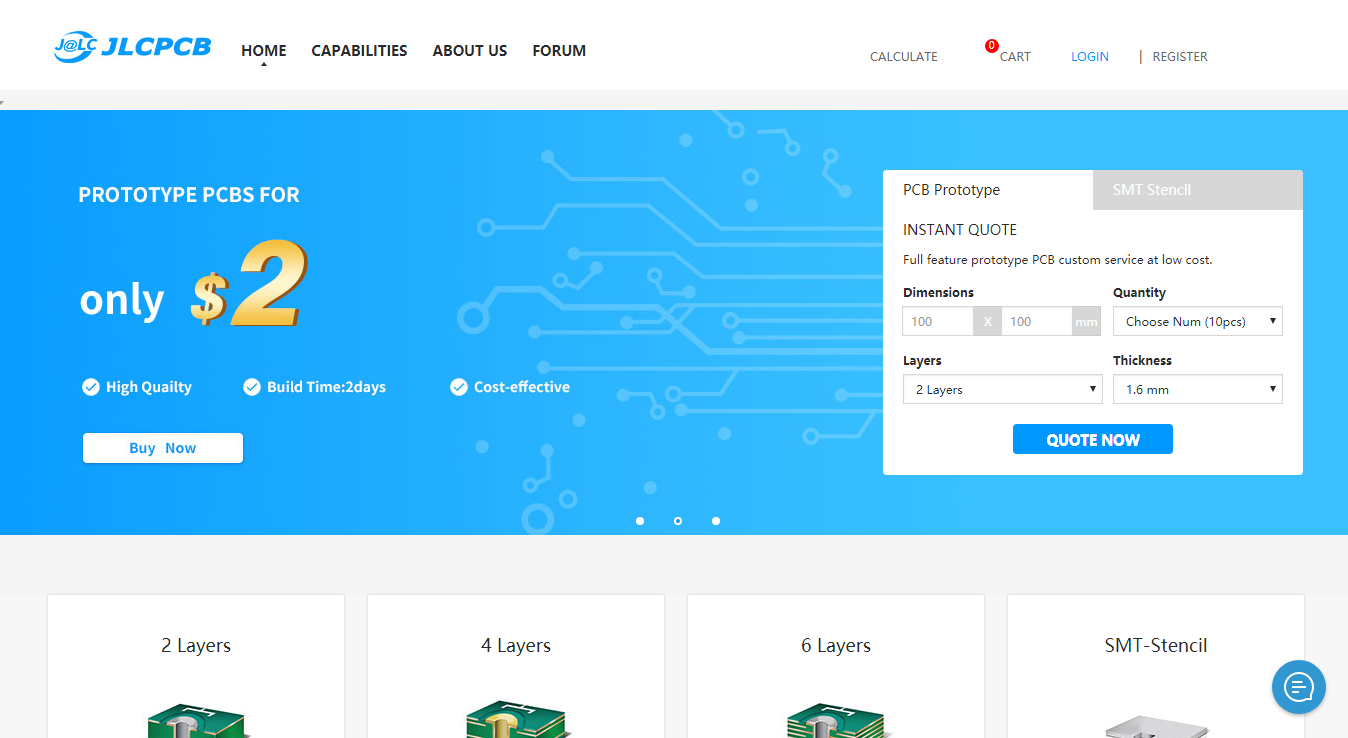 J@LC JLCPCB
HOME CAPABILITIES ABOUT US FORUM
CALCULATE 0 CART LOGIN | REGISTER
PROTOTYPE PCBS FOR
only $2
High Quailty Build Time:2days Cost-effective
Buy Now
PCB Prototype SMT Stencil
INSTANT QUOTE
Full feature prototype PCB custom service at low cost.
Dimensions Quantity
100 X 100 mm Choose Num (10pcs)
Layers Thickness
2 Layers 1.6 mm
QUOTE NOW
2 Layers 4 Layers 6 Layers SMT-Stencil